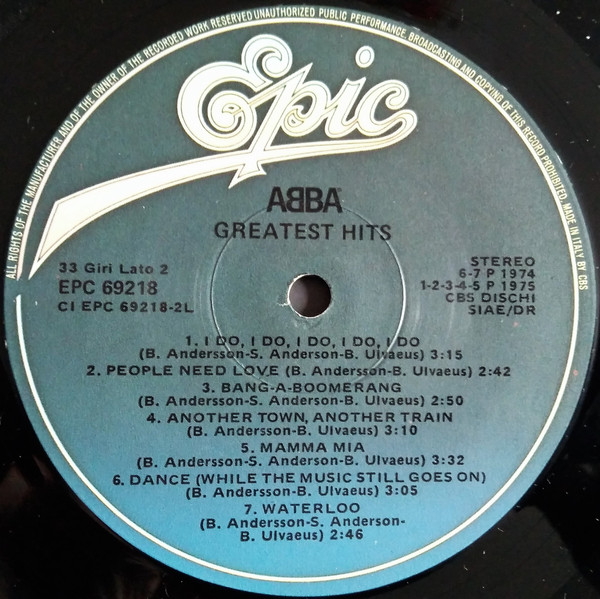 ALL RIGHTS OF THE MANUFACTURER AND OF THE OWNER OF THE RECORDED WORK RESERVED UNAUTHORIZED PUBLIC PERFORMANCE BROADCASTING AND COPYING OF THIS RECORD PROHIBITED. MADE IN ITALY BY CBS
Epic
ABBA
GREATEST HITS
33 Giri Lato 2
EPC 69218
CI EPC 69218-2L
STEREO
6-7 P 1974
1-2-3-4-5 P 1975
CBS DISCHI
SIAE/DR
1. I DO, I DO, I DO, I DO, I DO
(B. Andersson-S. Anderson-B. Ulvaeus) 3:15
2. PEOPLE NEED LOVE (B. Andersson-B. Ulvaeus) 2:42
3. BANG-A-BOOMERANG
(B. Andersson-S. Anderson-B. Ulvaeus) 2:50
4. ANOTHER TOWN, ANOTHER TRAIN
(B. Andersson-B. Ulvaeus) 3:10
5. MAMMA MIA
(B. Andersson-S. Anderson-B. Ulvaeus) 3:32
6. DANCE (WHILE THE MUSIC STILL GOES ON)
(B. Andersson-B. Ulvaeus) 3:05
7. WATERLOO
(B. Andersson-S. Anderson-
B. Ulvaeus) 2:46